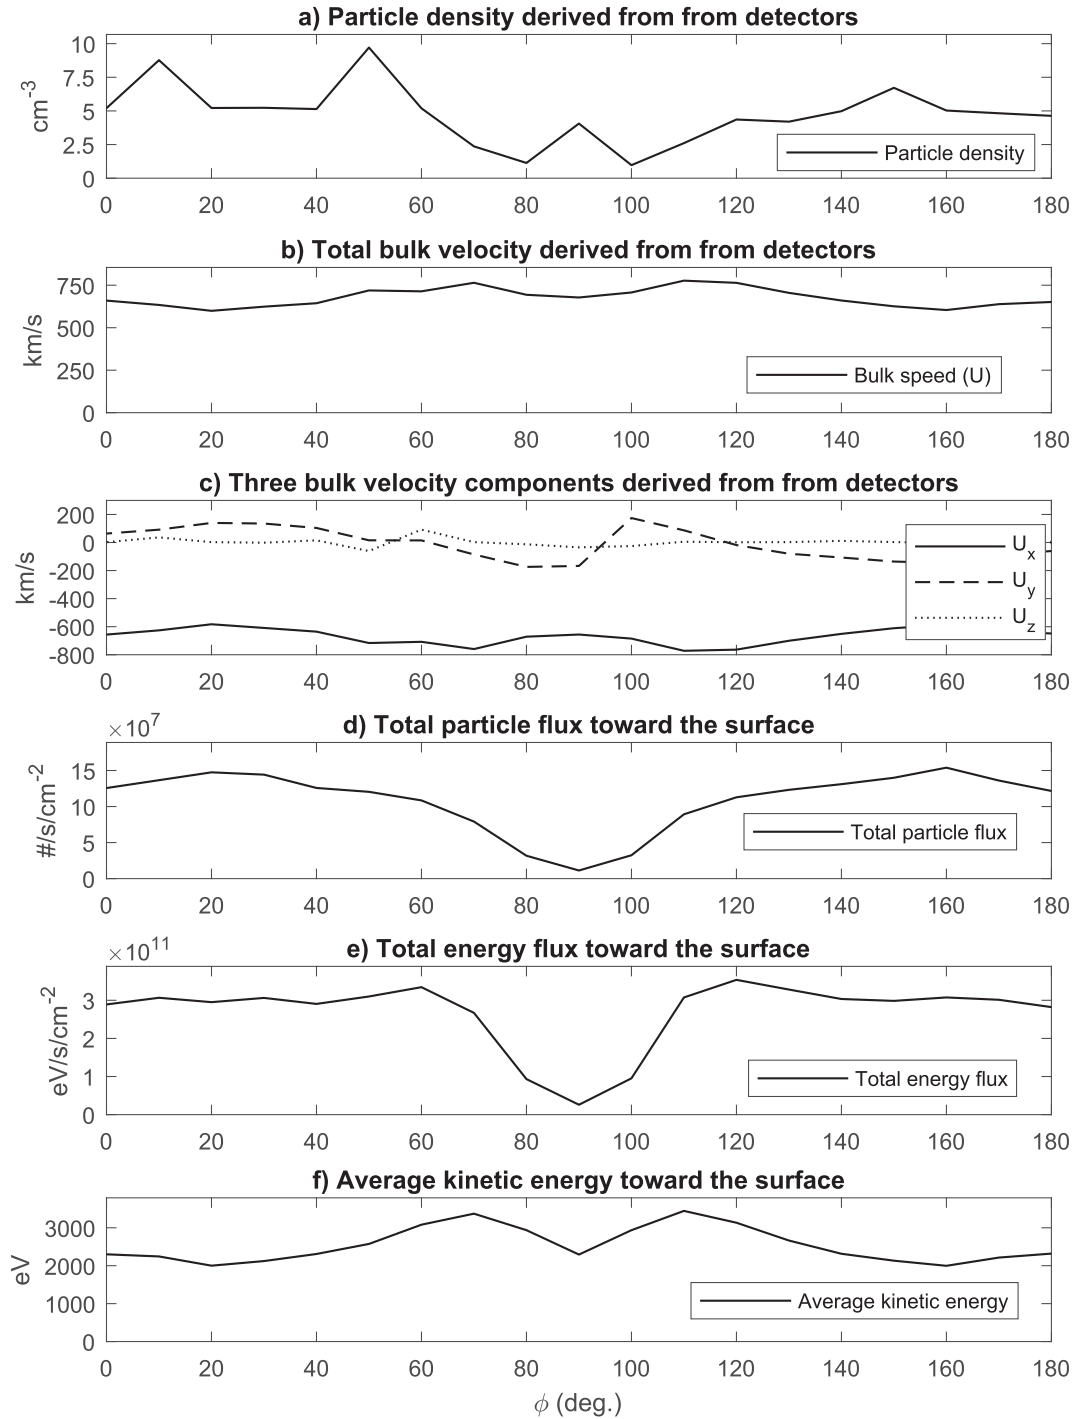 a) Particle density derived from from detectors
10
7.5
5
2.5
0
cm-3
Particle density
0 20 40 60 80 100 120 140 160 180
b) Total bulk velocity derived from from detectors
750
500
250
0
km/s
Bulk speed (U)
0 20 40 60 80 100 120 140 160 180
c) Three bulk velocity components derived from from detectors
200
0
-200
-400
-600
-800
km/s
Ux
Uy
Uz
0 20 40 60 80 100 120 140 160 180
×10^7
d) Total particle flux toward the surface
15
10
5
0
#/s/cm-2
Total particle flux
0 20 40 60 80 100 120 140 160 180
×10^11
e) Total energy flux toward the surface
3
2
1
0
eV/s/cm-2
Total energy flux
0 20 40 60 80 100 120 140 160 180
f) Average kinetic energy toward the surface
3000
2000
1000
0
eV
Average kinetic energy
0 20 40 60 80 100 120 140 160 180
ϕ (deg.)